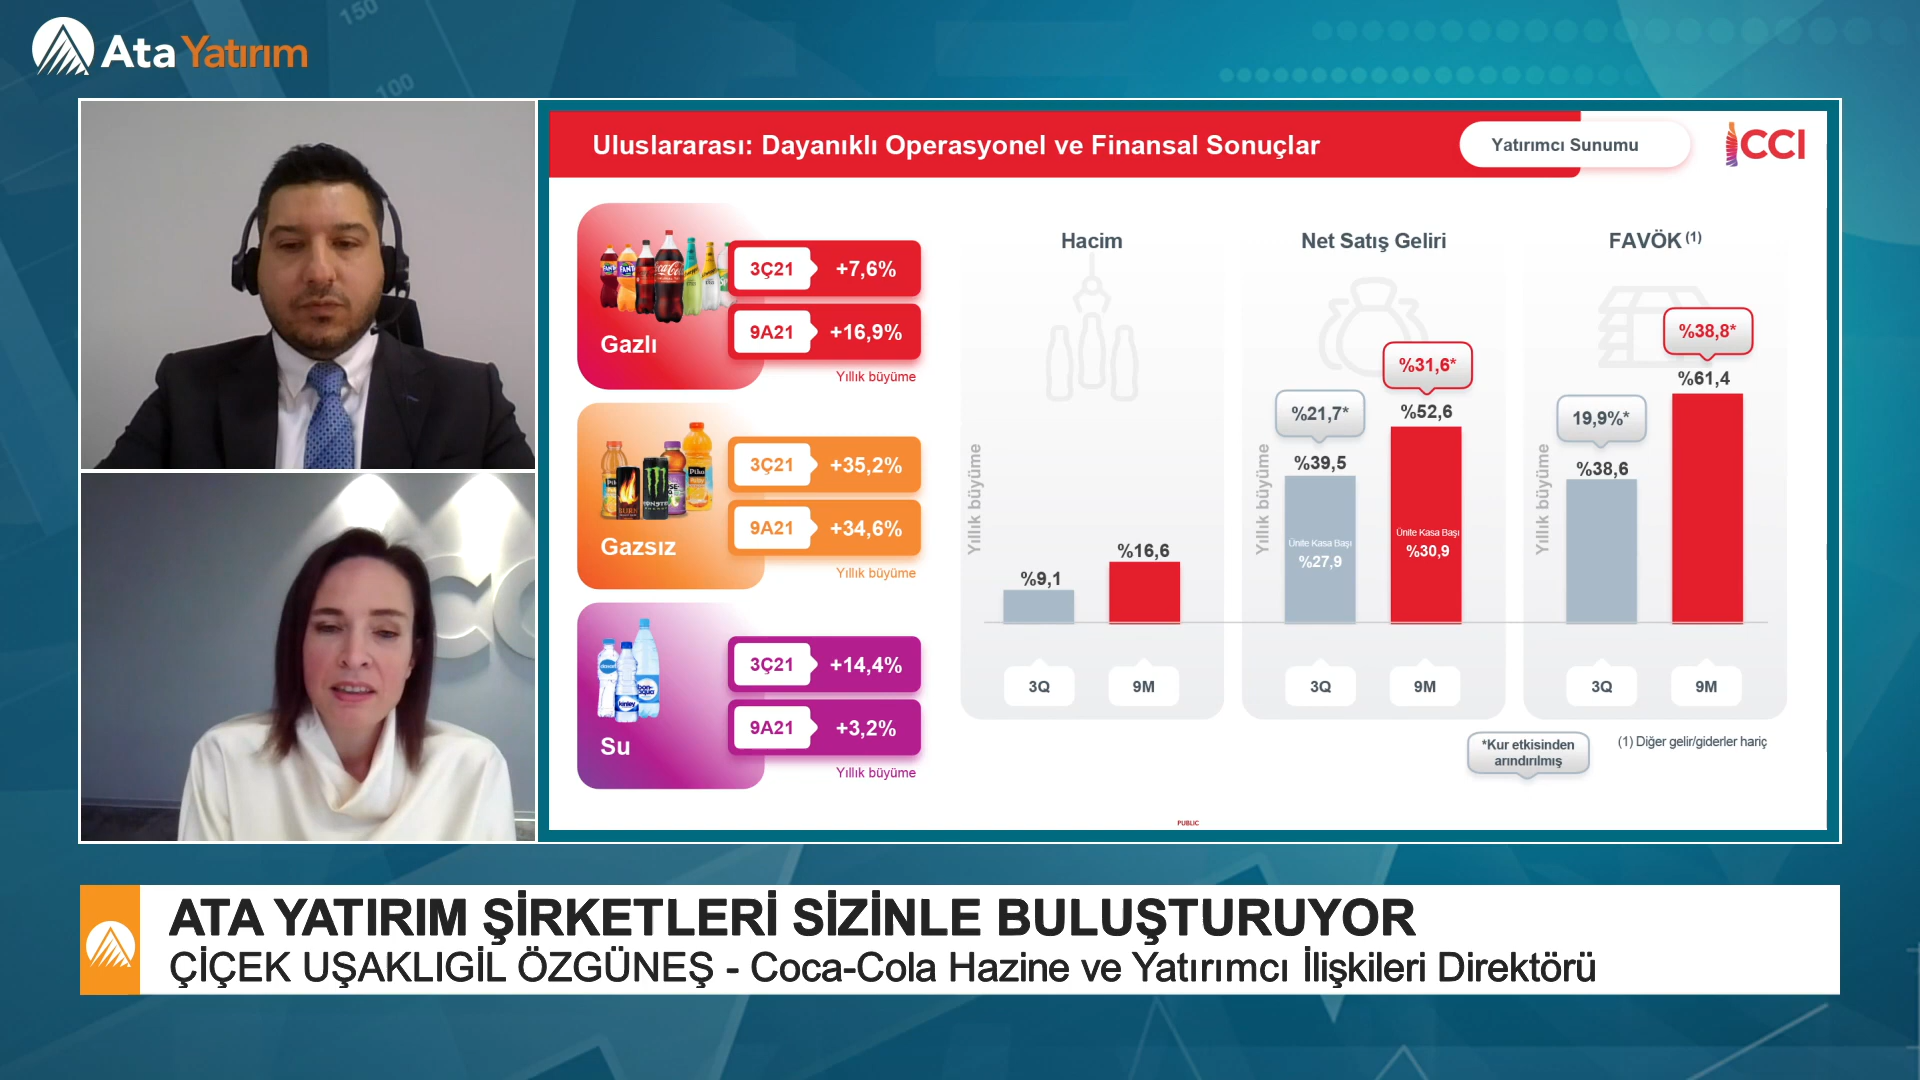 Ata Yatırım
150
100
Uluslararası: Dayanıklı Operasyonel ve Finansal Sonuçlar
Yatırımcı Sunumu
CCI
Gazlı
3Ç21 +7,6%
9A21 +16,9%
Yıllık büyüme
Gazsız
3Ç21 +35,2%
9A21 +34,6%
Yıllık büyüme
Su
3Ç21 +14,4%
9A21 +3,2%
Yıllık büyüme
Hacim
Yıllık büyüme
%9,1
%16,6
3Q
9M
Net Satış Geliri
Yıllık büyüme
%21,7*
%39,5
Ünite Kasa Başı
%27,9
%31,6*
%52,6
Ünite Kasa Başı
%30,9
3Q
9M
FAVÖK (1)
Yıllık büyüme
19,9%*
%38,6
%38,8*
%61,4
3Q
9M
*Kur etkisinden
arındırılmış
(1) Diğer gelir/giderler hariç
PUBLIC
ATA YATIRIM ŞİRKETLERİ SİZİNLE BULUŞTURUYOR
ÇİÇEK UŞAKLIGİL ÖZGÜNEŞ - Coca-Cola Hazine ve Yatırımcı İlişkileri Direktörü